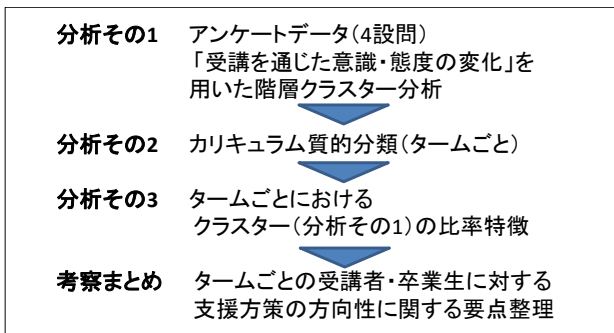 分析その1 アンケートデータ(4設問)
「受講を通じた意識・態度の変化」を
用いた階層クラスター分析
分析その2 カリキュラム質的分類(タームごと)
分析その3 タームごとにおける
クラスター(分析その1)の比率特徴
考察まとめ タームごとの受講者・卒業生に対する
支援方策の方向性に関する要点整理